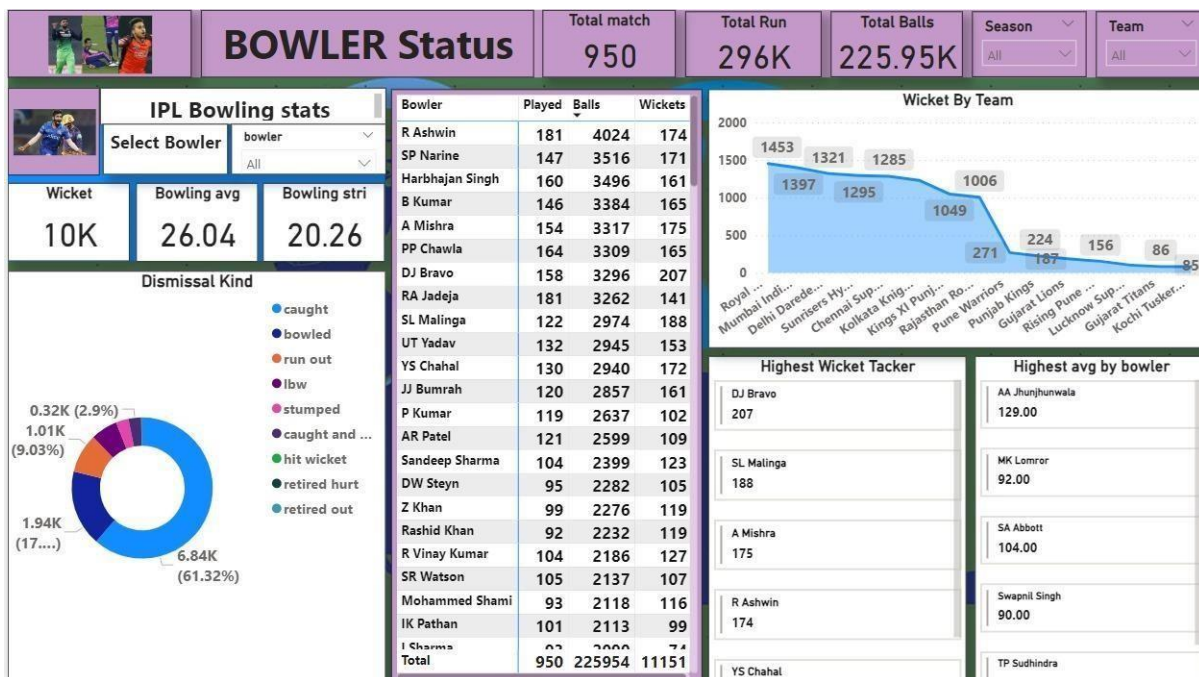 BOWLER Status
Total match
950
Total Run
296K
Total Balls
225.95K
Season
All
Team
All
IPL Bowling stats
Select Bowler
bowler
All
Wicket
10K
Bowling avg
26.04
Bowling stri
20.26
Dismissal Kind
caught
bowled
run out
lbw
stumped
caught and ...
hit wicket
retired hurt
retired out
0.32K (2.9%)
1.01K
(9.03%)
1.94K
(17....)
6.84K
(61.32%)
Bowler Played Balls Wickets
R Ashwin 181 4024 174
SP Narine 147 3516 171
Harbhajan Singh 160 3496 161
B Kumar 146 3384 165
A Mishra 154 3317 175
PP Chawla 164 3309 165
DJ Bravo 158 3296 207
RA Jadeja 181 3262 141
SL Malinga 122 2974 188
UT Yadav 132 2945 153
YS Chahal 130 2940 172
JJ Bumrah 120 2857 161
P Kumar 119 2637 102
AR Patel 121 2599 109
Sandeep Sharma 104 2399 123
DW Steyn 95 2282 105
Z Khan 99 2276 119
Rashid Khan 92 2232 119
R Vinay Kumar 104 2186 127
SR Watson 105 2137 107
Mohammed Shami 93 2118 116
IK Pathan 101 2113 99
Total 950 225954 11151
Wicket By Team
2000
1500
1000
500
0
1453
1397
1321
1295
1285
1049
1006
271
224
187
156
86
85
Royal ...
Mumbai Indi...
Delhi Darede...
Sunrisers Hy...
Chennai Sup...
Kolkata Knig...
Kings XI Punj...
Rajasthan Ro...
Pune Warriors
Punjab Kings
Gujarat Lions
Rising Pune ...
Lucknow Sup...
Gujarat Titans
Kochi Tusker...
Highest Wicket Tacker
DJ Bravo
207
SL Malinga
188
A Mishra
175
R Ashwin
174
YS Chahal
Highest avg by bowler
AA Jhunjhunwala
129.00
MK Lomror
92.00
SA Abbott
104.00
Swapnil Singh
90.00
TP Sudhindra